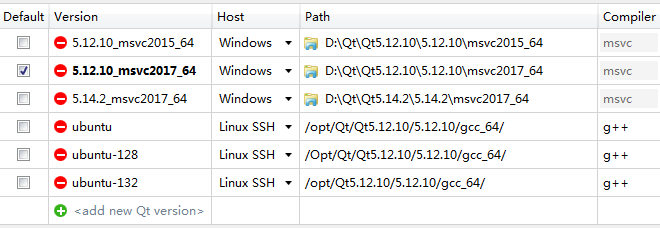 Default Version Host Path Compiler
5.12.10_msvc2015_64 Windows D:\Qt\Qt5.12.10\5.12.10\msvc2015_64 msvc
5.12.10_msvc2017_64 Windows D:\Qt\Qt5.12.10\5.12.10\msvc2017_64 msvc
5.14.2_msvc2017_64 Windows D:\Qt\Qt5.14.2\5.14.2\msvc2017_64 msvc
ubuntu Linux SSH /opt/Qt/Qt5.12.10/5.12.10/gcc_64/ g++
ubuntu-128 Linux SSH /Opt/Qt/Qt5.12.10/5.12.10/gcc_64/ g++
ubuntu-132 Linux SSH /opt/Qt5.12.10/5.12.10/gcc_64/ g++
<add new Qt version>